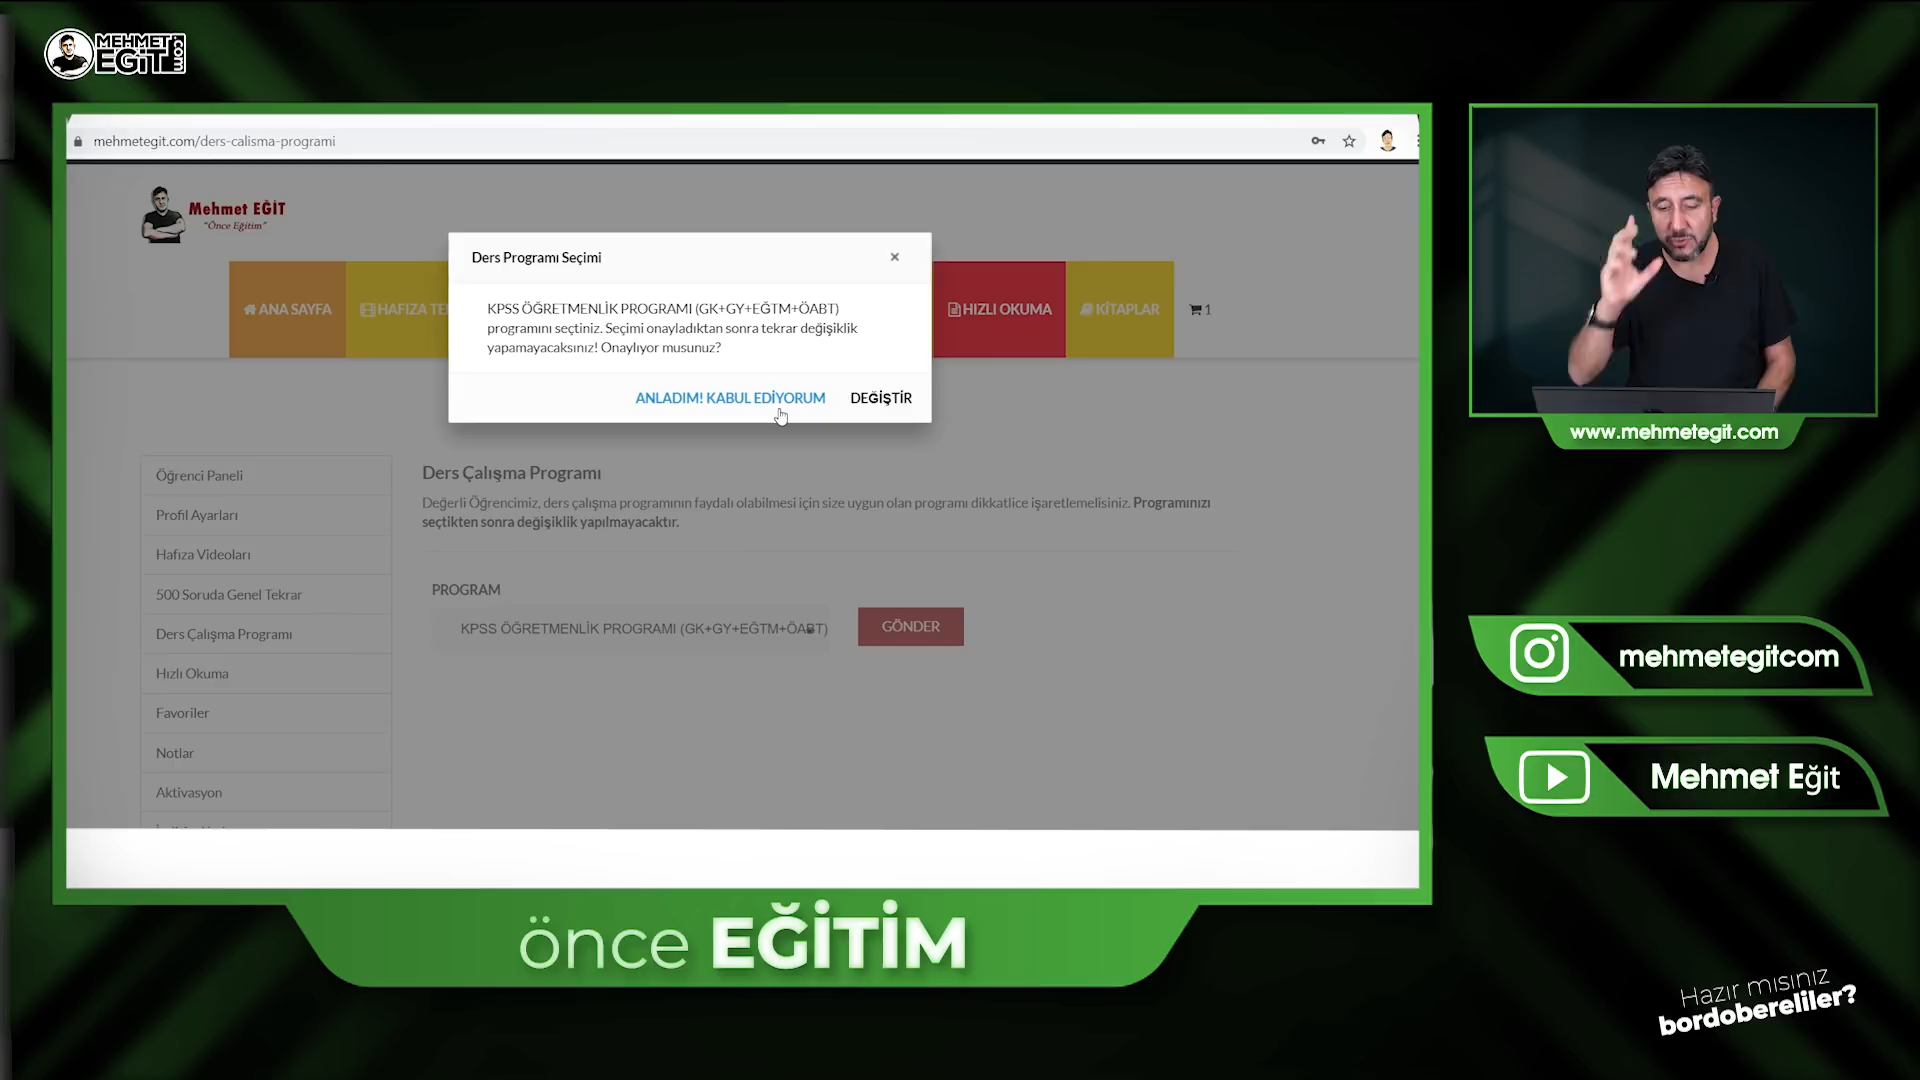 MEHMET
EGİT
.com
mehmetegit.com/ders-calisma-programi
Mehmet EĞİT
"Önce Eğitim"
ANA SAYFA
HAFIZA TE
HIZLI OKUMA
KİTAPLAR
1
Ders Programı Seçimi
×
KPSS ÖĞRETMENLİK PROGRAMI (GK+GY+EĞTM+ÖABT)
programını seçtiniz. Seçimi onayladıktan sonra tekrar değişiklik
yapamayacaksınız! Onaylıyor musunuz?
ANLADIM! KABUL EDİYORUM
DEĞİŞTİR
Öğrenci Paneli
Profil Ayarları
Hafıza Videoları
500 Soruda Genel Tekrar
Ders Çalışma Programı
Hızlı Okuma
Favoriler
Notlar
Aktivasyon
Ders Çalışma Programı
Değerli Öğrencimiz, ders çalışma programının faydalı olabilmesi için size uygun olan programı dikkatlice işaretlemelisiniz. Programınızı
seçtikten sonra değişiklik yapılmayacaktır.
PROGRAM
KPSS ÖĞRETMENLİK PROGRAMI (GK+GY+EĞTM+ÖABT)
GÖNDER
www.mehmetegit.com
mehmetegitcom
Mehmet Eğit
önce EĞİTİM
Hazır mısınız
bordobereliler?